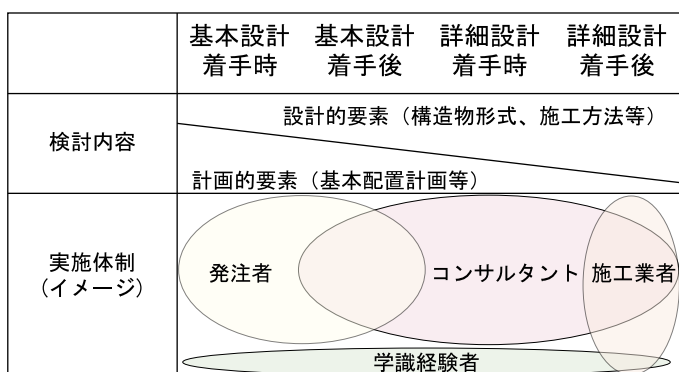 基本設計 基本設計 詳細設計 詳細設計
着手時 着手後 着手時 着手後
検討内容
設計的要素（構造物形式、施工方法等）
計画的要素（基本配置計画等）
実施体制
（イメージ）
発注者
コンサルタント
施工業者
学識経験者